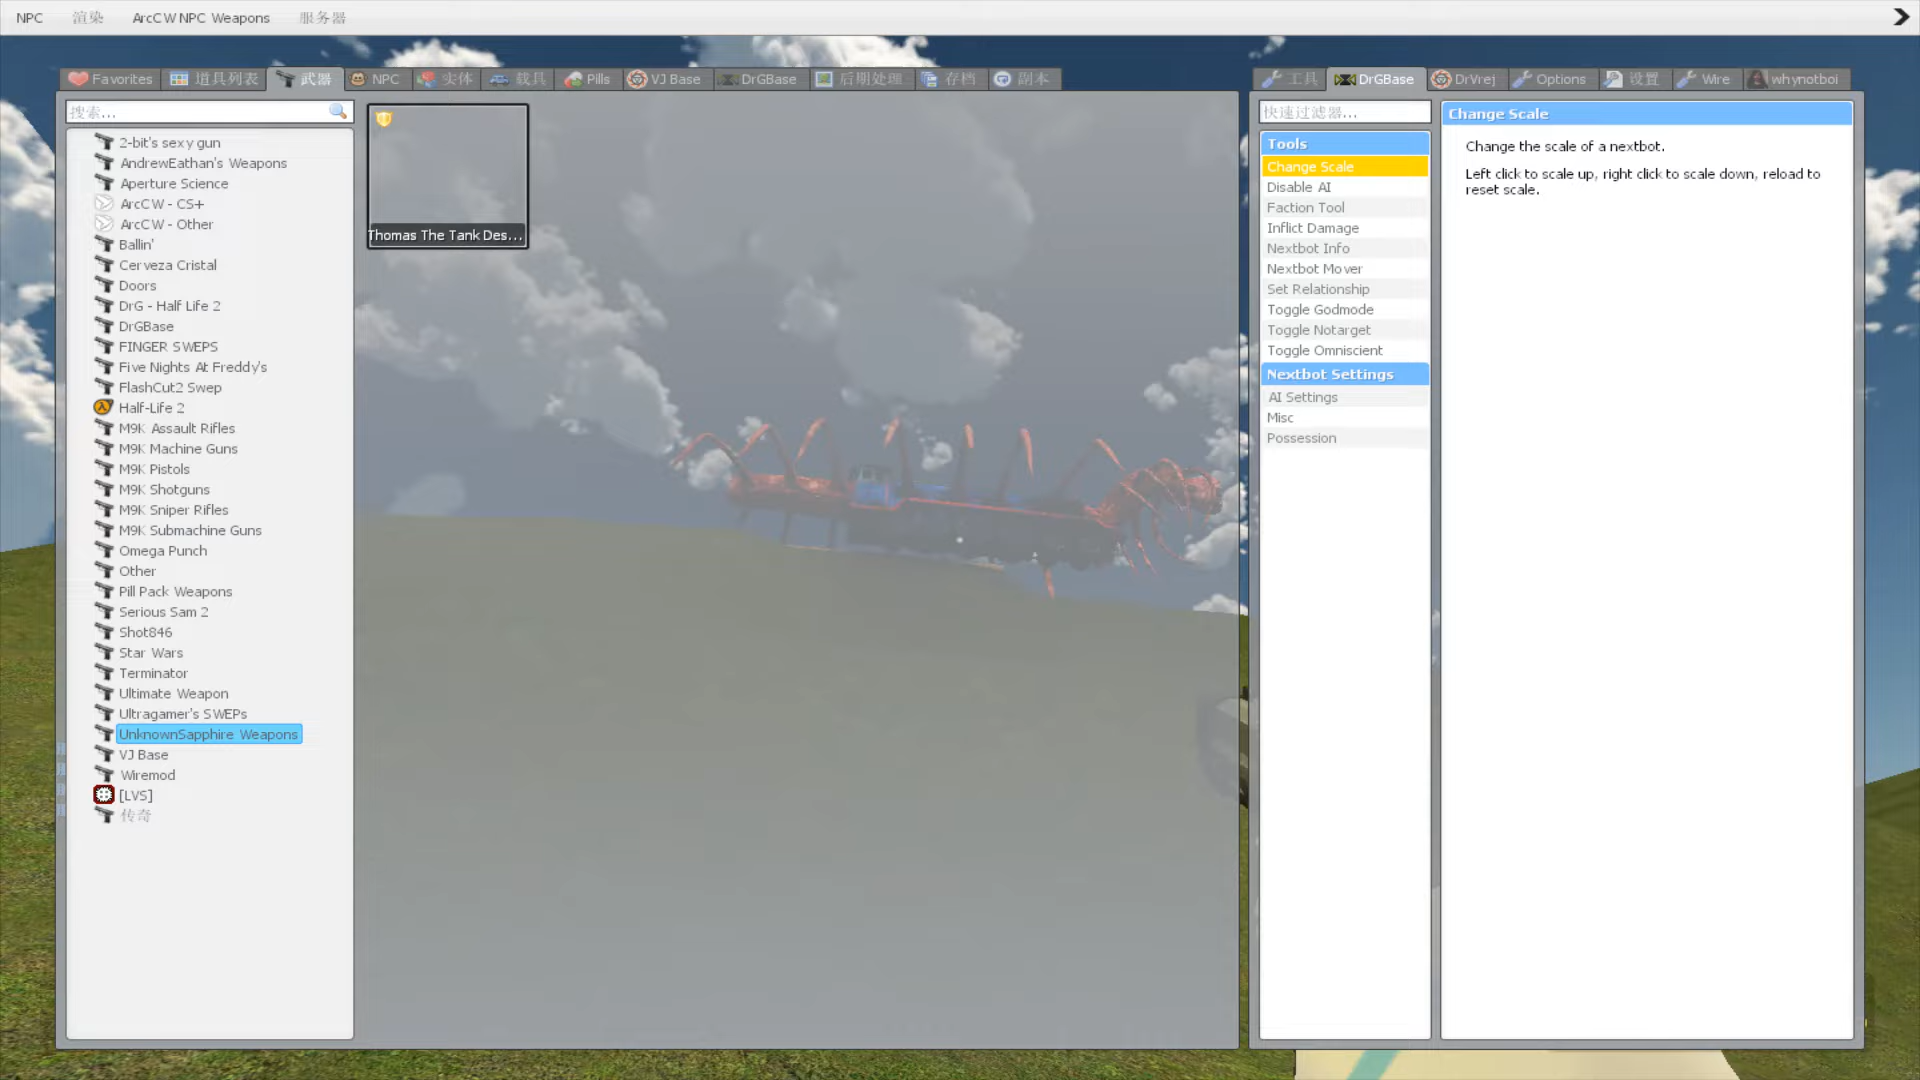 NPC 渲染 ArcCW NPC Weapons 服务器
Favorites 道具列表 武器 NPC 实体 载具 Pills VJ Base DrGBase 后期处理 存档 副本
搜索...
2-bit's sexy gun
AndrewEathan's Weapons
Aperture Science
ArcCW - CS+
ArcCW - Other
Ballin'
Cerveza Cristal
Doors
DrG - Half Life 2
DrGBase
FINGER SWEPS
Five Nights At Freddy's
FlashCut2 Swep
Half-Life 2
M9K Assault Rifles
M9K Machine Guns
M9K Pistols
M9K Shotguns
M9K Sniper Rifles
M9K Submachine Guns
Omega Punch
Other
Pill Pack Weapons
Serious Sam 2
Shot846
Star Wars
Terminator
Ultimate Weapon
Ultragamer's SWEPs
UnknownSapphire Weapons
VJ Base
Wiremod
[LVS]
传奇
Thomas The Tank Des...
工具 DrGBase DrVrej Options 设置 Wire whynotboi
快速过滤器...
Tools
Change Scale
Disable AI
Faction Tool
Inflict Damage
Nextbot Info
Nextbot Mover
Set Relationship
Toggle Godmode
Toggle Notarget
Toggle Omniscient
Nextbot Settings
AI Settings
Misc
Possession
Change Scale
Change the scale of a nextbot.
Left click to scale up, right click to scale down, reload to
reset scale.